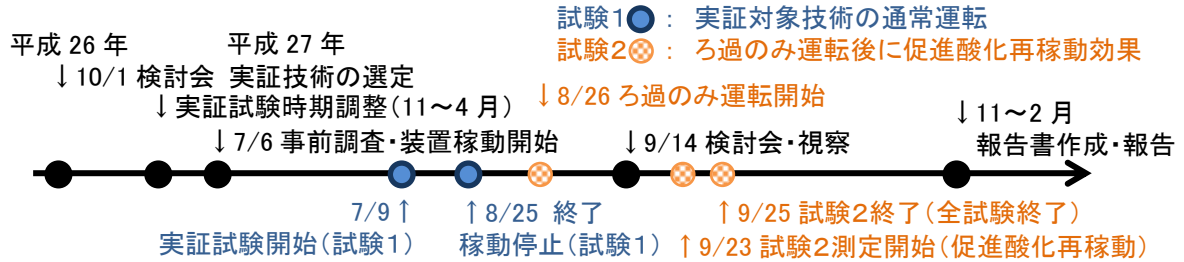 試験1 : 実証対象技術の通常運転
試験2 : ろ過のみ運転後に促進酸化再稼動効果
平成 26 年 平成 27 年
↓10/1 検討会 実証技術の選定
↓実証試験時期調整(11～4 月) ↓8/26 ろ過のみ運転開始
↓7/6 事前調査・装置稼動開始 ↓9/14 検討会・視察 ↓11～2 月
報告書作成・報告
7/9↑ ↑8/25 終了 ↑9/25 試験2終了(全試験終了)
実証試験開始(試験1) 稼動停止(試験1) ↑9/23 試験2測定開始(促進酸化再稼動)